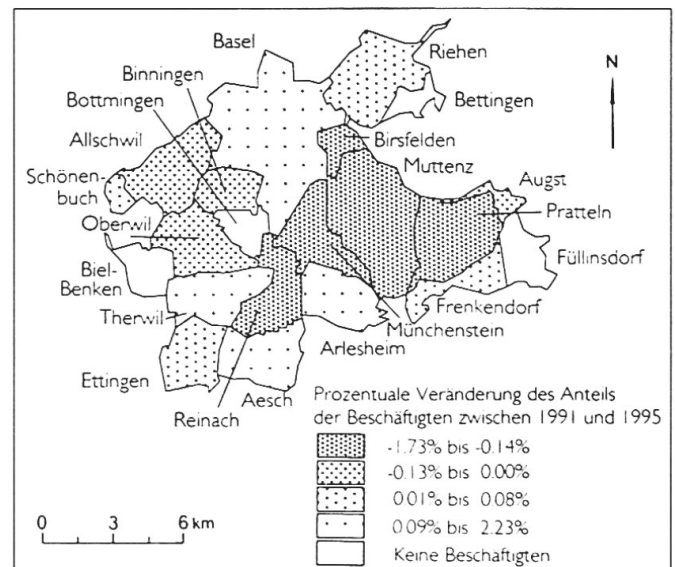 Basel
Riehen
Binningen
N
Bottmingen
Bettingen
Allschwil
Birsfelden
Muttenz
Schönen-
buch
Augst
Pratteln
Oberwil
Füllinsdorf
Biel-
Benken
Frenkendorf
Therwil
Münchenstein
Arlesheim
Ettingen
Aesch
Reinach
Prozentuale Veränderung des Anteils
der Beschäftigten zwischen 1991 und 1995
-1.73% bis -0.14%
-0.13% bis 0.00%
0.01% bis 0.08%
0.09% bis 2.23%
Keine Beschäftigten
0 3 6 km